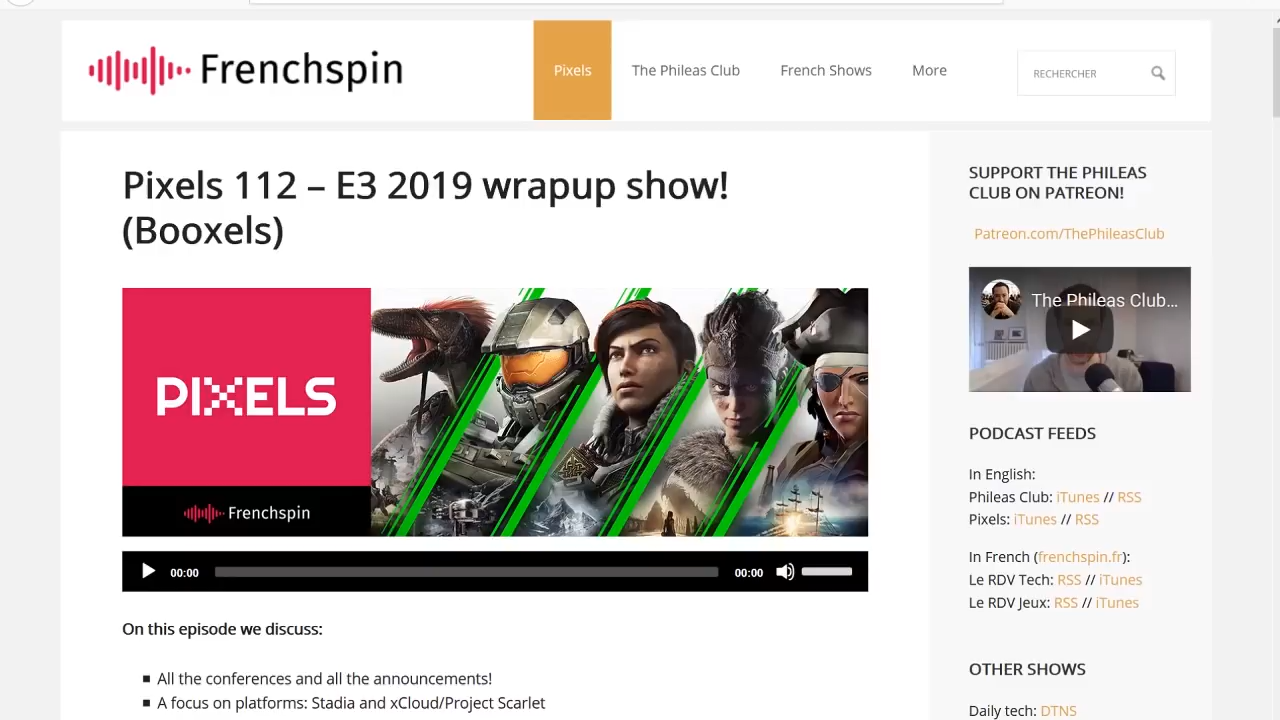 Frenchspin
Pixels
The Phileas Club
French Shows
More
RECHERCHER
Pixels 112 – E3 2019 wrapup show!
(Booxels)
PIXELS
Frenchspin
00:00
00:00
On this episode we discuss:
All the conferences and all the announcements!
A focus on platforms: Stadia and xCloud/Project Scarlet
SUPPORT THE PHILEAS
CLUB ON PATREON!
Patreon.com/ThePhileasClub
The Phileas Club...
PODCAST FEEDS
In English:
Phileas Club: iTunes // RSS
Pixels: iTunes // RSS
In French (frenchspin.fr):
Le RDV Tech: RSS // iTunes
Le RDV Jeux: RSS // iTunes
OTHER SHOWS
Daily tech: DTNS